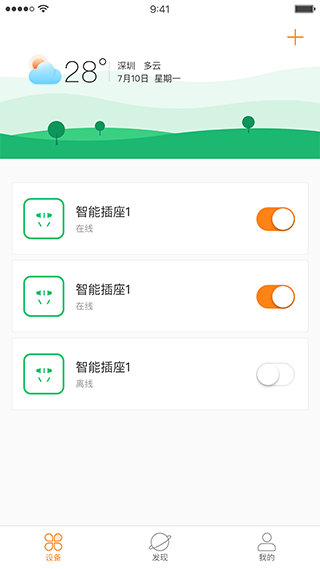 9:41
28°
深圳 多云
7月10日 星期一
智能插座1
在线
智能插座1
在线
智能插座1
离线
设备 发现 我的